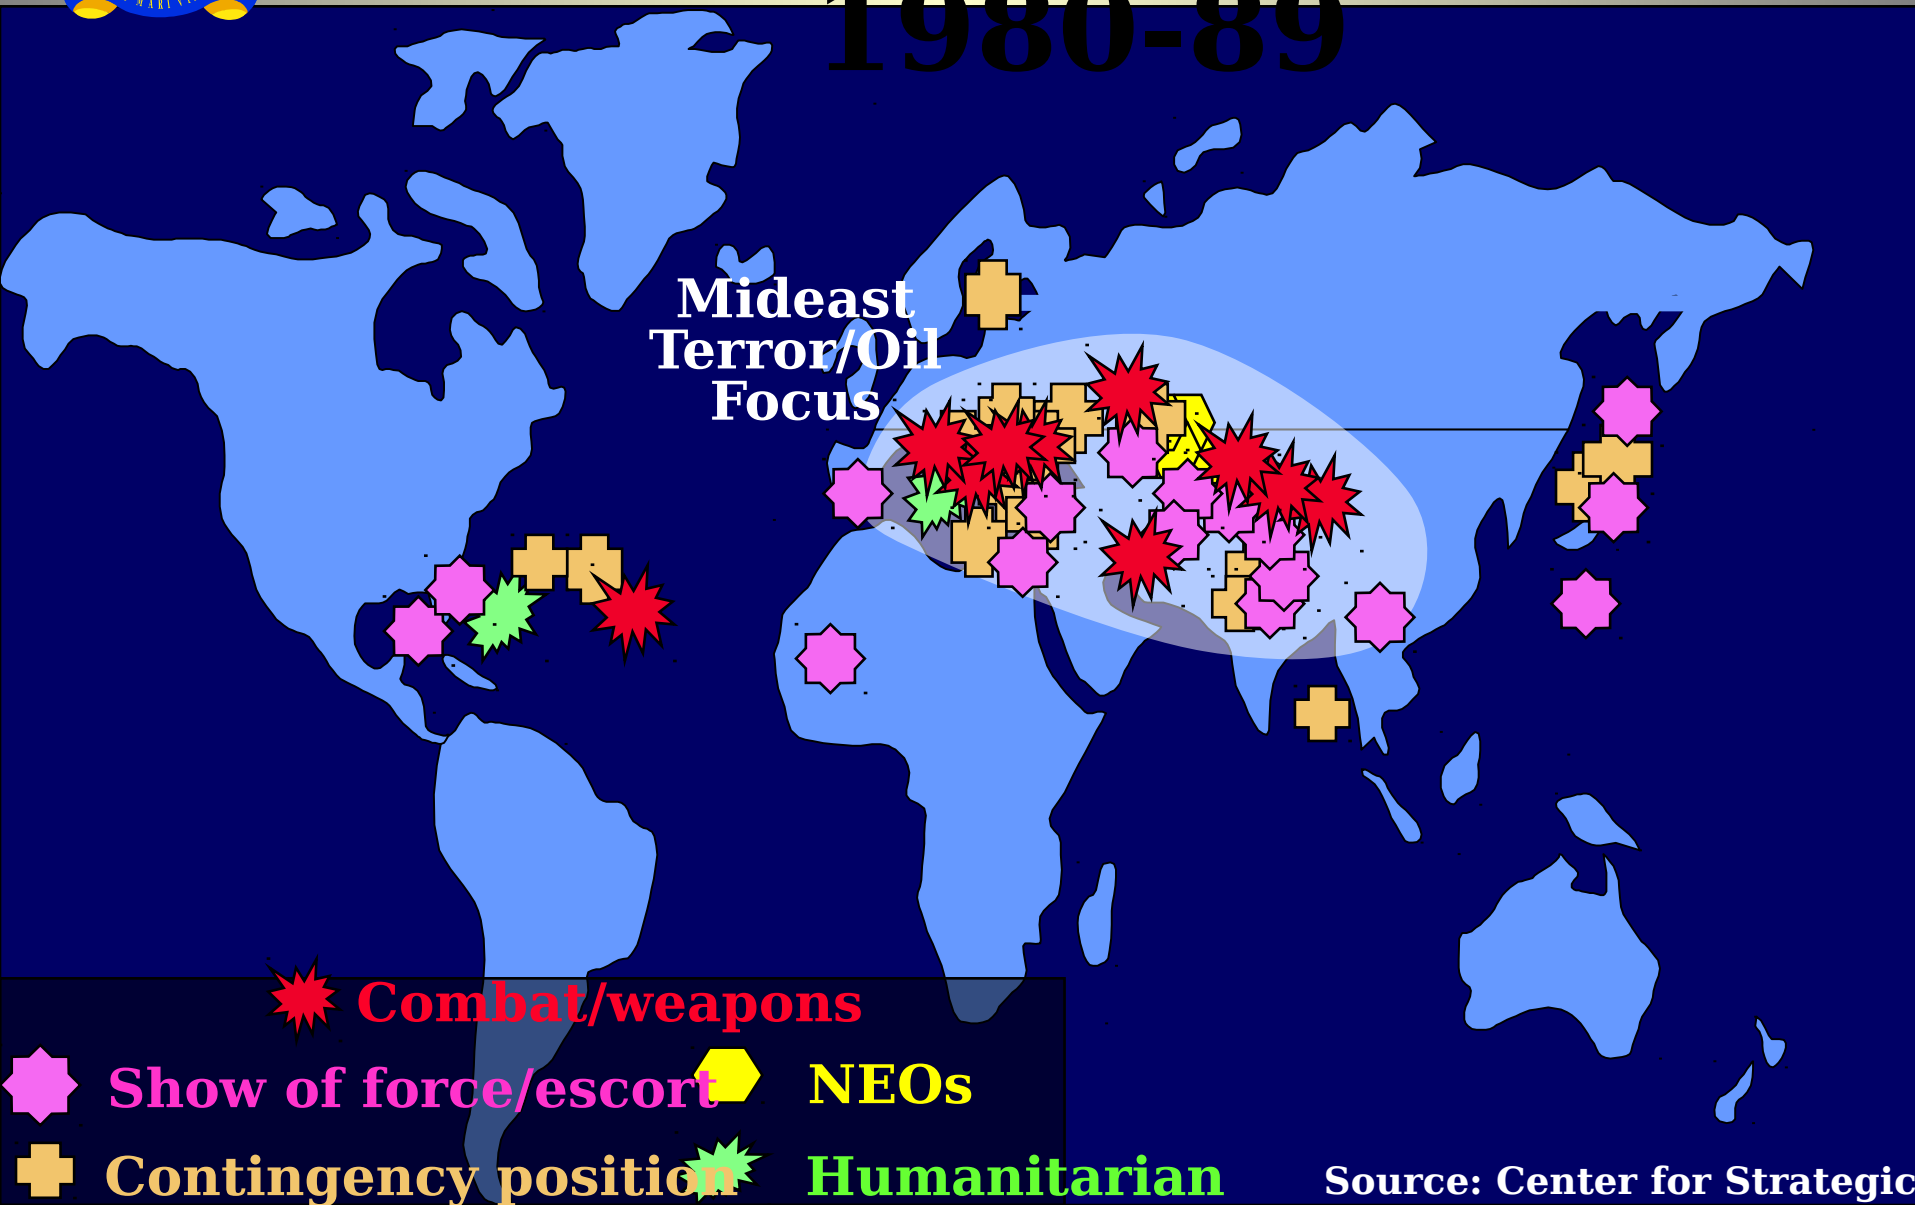 1980-89
Mideast
Terror/Oil
Focus
Combat/weapons
Show of force/escort
NEOs
Contingency position
Humanitarian
Source: Center for Strategic